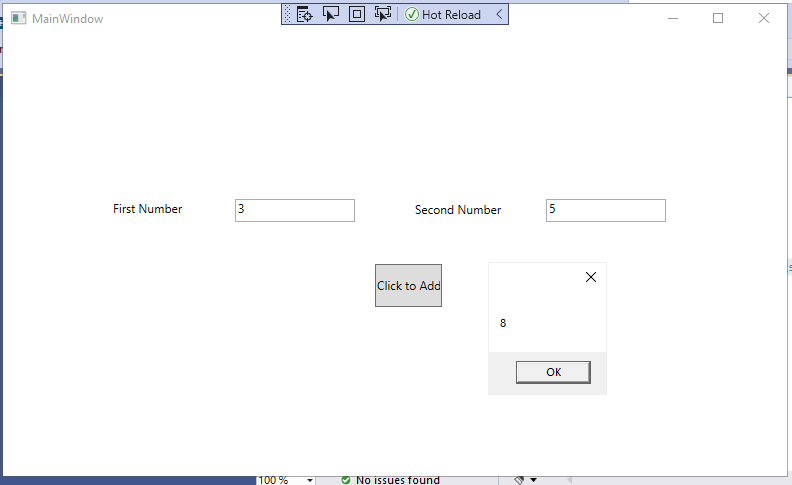 MainWindow
Hot Reload
First Number
3
Second Number
5
Click to Add
8
OK
100 %
No issues found